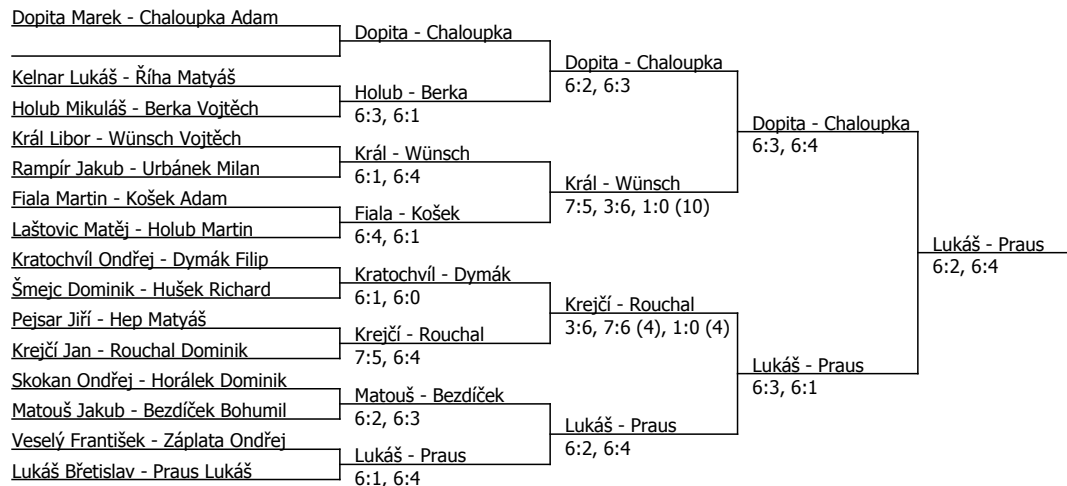 Dopita Marek - Chaloupka Adam
Kelnar Lukáš - Říha Matyáš
Holub Mikuláš - Berka Vojtěch
Král Libor - Wünsch Vojtěch
Rampír Jakub - Urbánek Milan
Fiala Martin - Košek Adam
Laštovic Matěj - Holub Martin
Kratochvíl Ondřej - Dymák Filip
Šmejc Dominik - Hušek Richard
Pejsar Jiří - Hep Matyáš
Krejčí Jan - Rouchal Dominik
Skokan Ondřej - Horálek Dominik
Matouš Jakub - Bezdíček Bohumil
Veselý František - Záplata Ondřej
Lukáš Břetislav - Praus Lukáš
Dopita - Chaloupka
Holub - Berka
6:3, 6:1
Král - Wünsch
6:1, 6:4
Fiala - Košek
6:4, 6:1
Kratochvíl - Dymák
6:1, 6:0
Krejčí - Rouchal
7:5, 6:4
Matouš - Bezdíček
6:2, 6:3
Lukáš - Praus
6:1, 6:4
Dopita - Chaloupka
6:2, 6:3
Král - Wünsch
7:5, 3:6, 1:0 (10)
Krejčí - Rouchal
3:6, 7:6 (4), 1:0 (4)
Lukáš - Praus
6:2, 6:4
Dopita - Chaloupka
6:3, 6:4
Lukáš - Praus
6:3, 6:1
Lukáš - Praus
6:2, 6:4